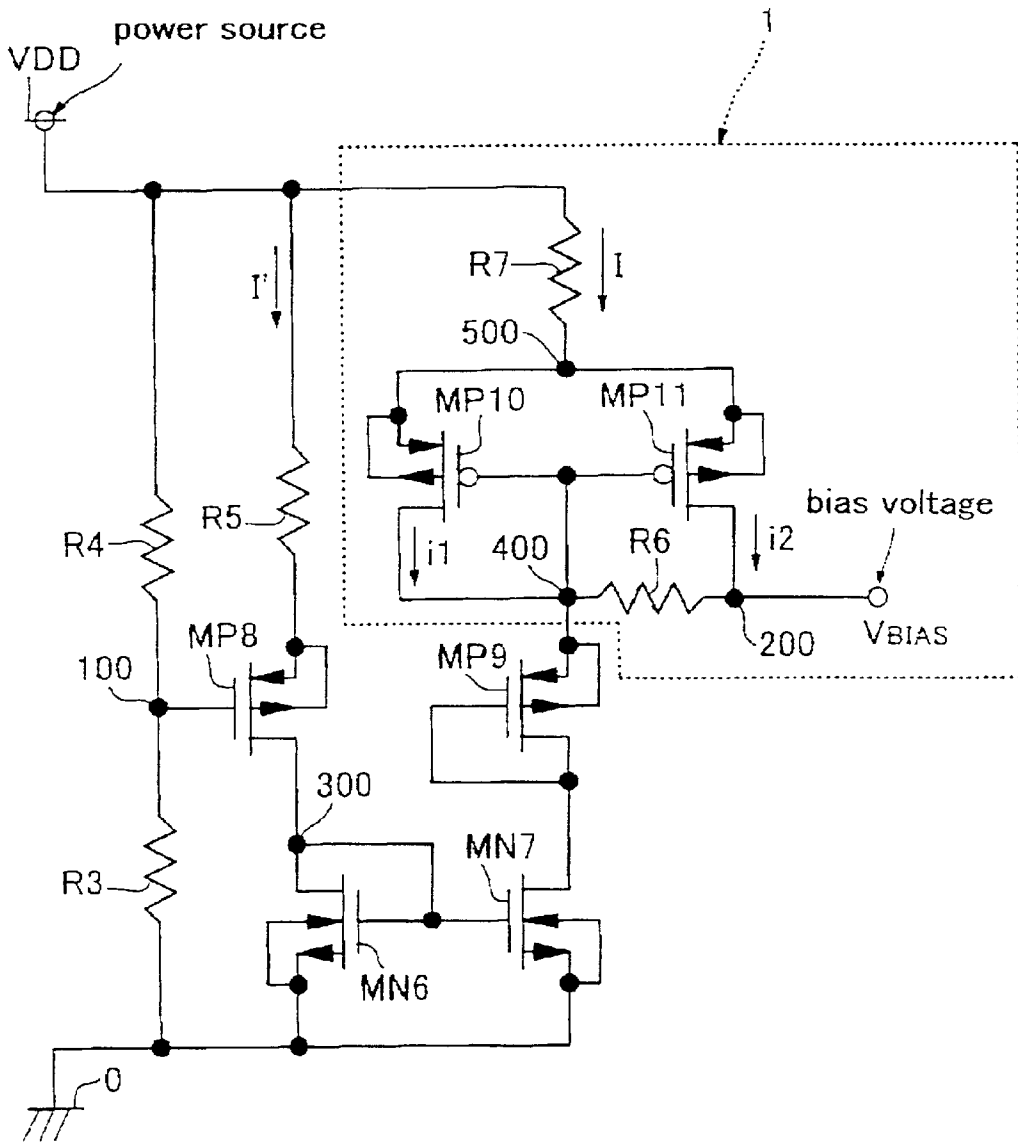 power source
VDD
1
R7
I
I'
500
MP10
MP11
bias voltage
R5
R4
i1
400
R6
i2
VBIAS
200
MP8
MP9
100
300
MN7
R3
MN6
0